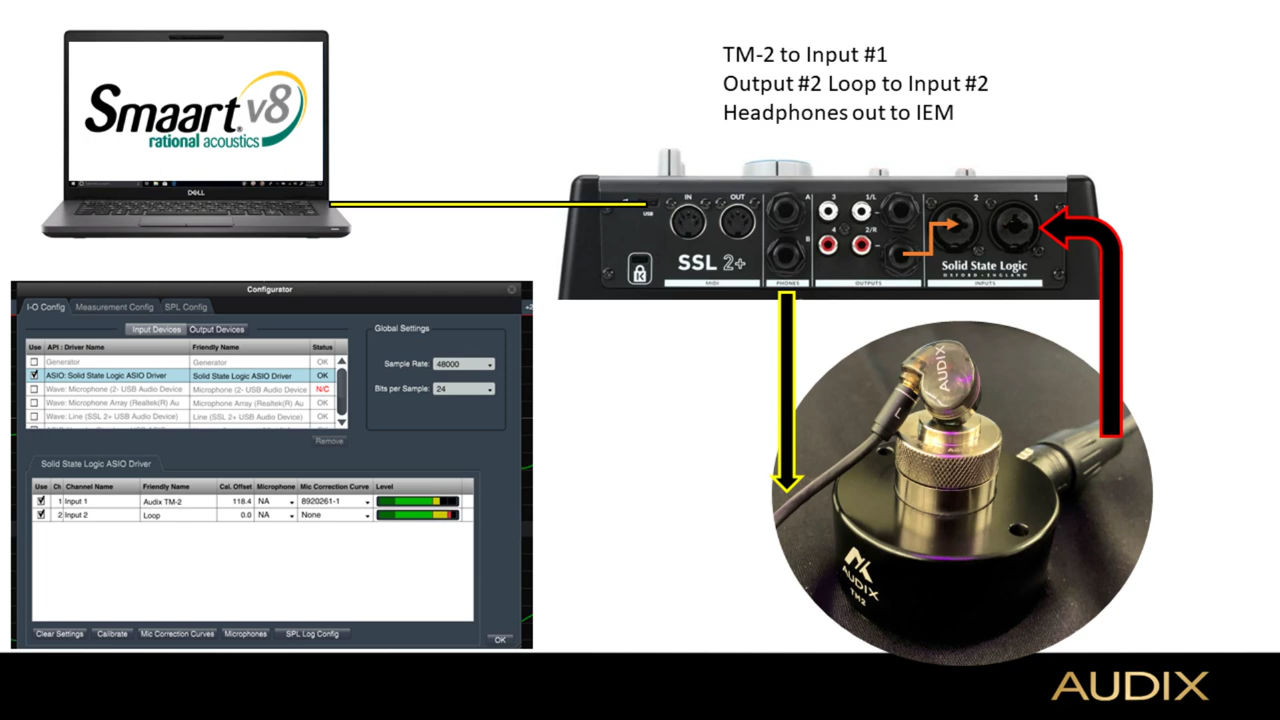 Smaart v8
®
rational acoustics
DELL
TM-2 to Input #1
Output #2 Loop to Input #2
Headphones out to IEM
IN OUT A 3 1/L 2 1
USB
B 4 2/R
SSL 2+
Solid State Logic
OXFORD • ENGLAND
K
MIDI PHONES OUTPUTS INPUTS
Configurator
I-O Config Measurement Config SPL Config
Input Devices Output Devices
Use API : Driver Name Friendly Name Status
Generator Generator OK
ASIO: Solid State Logic ASIO Driver Solid State Logic ASIO Driver OK
Wave: Microphone (2- USB Audio Device Microphone (2- USB Audio Device N/C
Wave: Microphone Array (Realtek(R) Au Microphone Array (Realtek(R) Au OK
Wave: Line (SSL 2+ USB Audio Device) Line (SSL 2+ USB Audio Device) OK
Remove
Global Settings
Sample Rate: 48000
Bits per Sample: 24
Solid State Logic ASIO Driver
Use Ch Channel Name Friendly Name Cal. Offset Microphone Mic Correction Curve Level
1 Input 1 Audix TM-2 118.4 NA 8920261-1
2 Input 2 Loop 0.0 NA None
Clear Settings Calibrate Mic Correction Curves Microphones SPL Log Config
OK
AUDIX
L
AUDIX
TM2
AUDIX